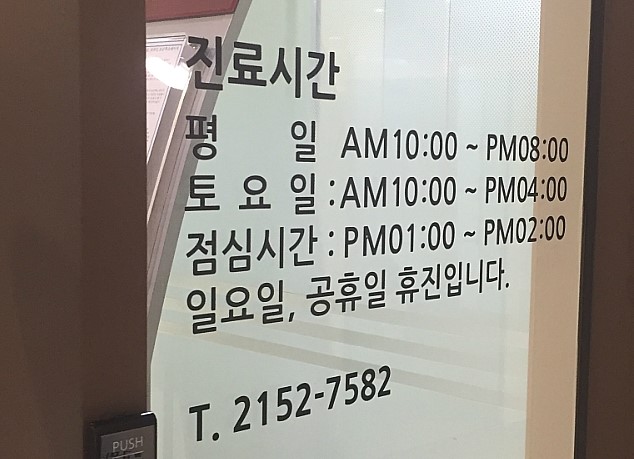 진료시간
평 일 AM10:00 ~ PM08:00
토 요 일 : AM10:00 ~ PM04:00
점심시간 : PM01:00 ~ PM02:00
일요일, 공휴일 휴진입니다.
T. 2152-7582
PUSH